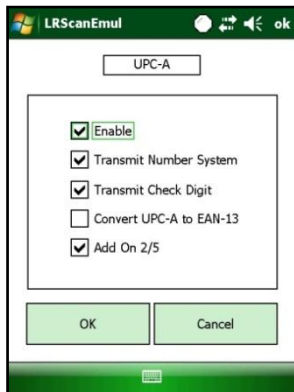 LRScanEmul ok
UPC-A
Enable
Transmit Number System
Transmit Check Digit
Convert UPC-A to EAN-13
Add On 2/5
OK Cancel